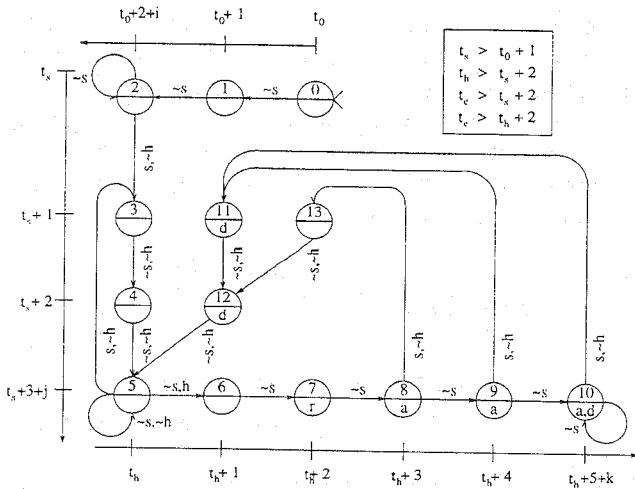 t0+2+i t0+1 t0
ts > t0 + 1
th > ts + 2
te > ts + 2
te > th + 2
ts
~s 2 ~s 1 ~s 0
s,~h
ts+1
3 11 13
d
~s,~h ~s,~h ~s,~h
ts+2
4 12
d
s,~h ~s,~h ~s,~h s,~h s,~h s,~h
ts+3+j
5 ~s,h 6 ~s 7 ~s 8 ~s 9 ~s 10
r a a a,d
~s,~h ~s
th th+1 th+2 th+3 th+4 th+5+k